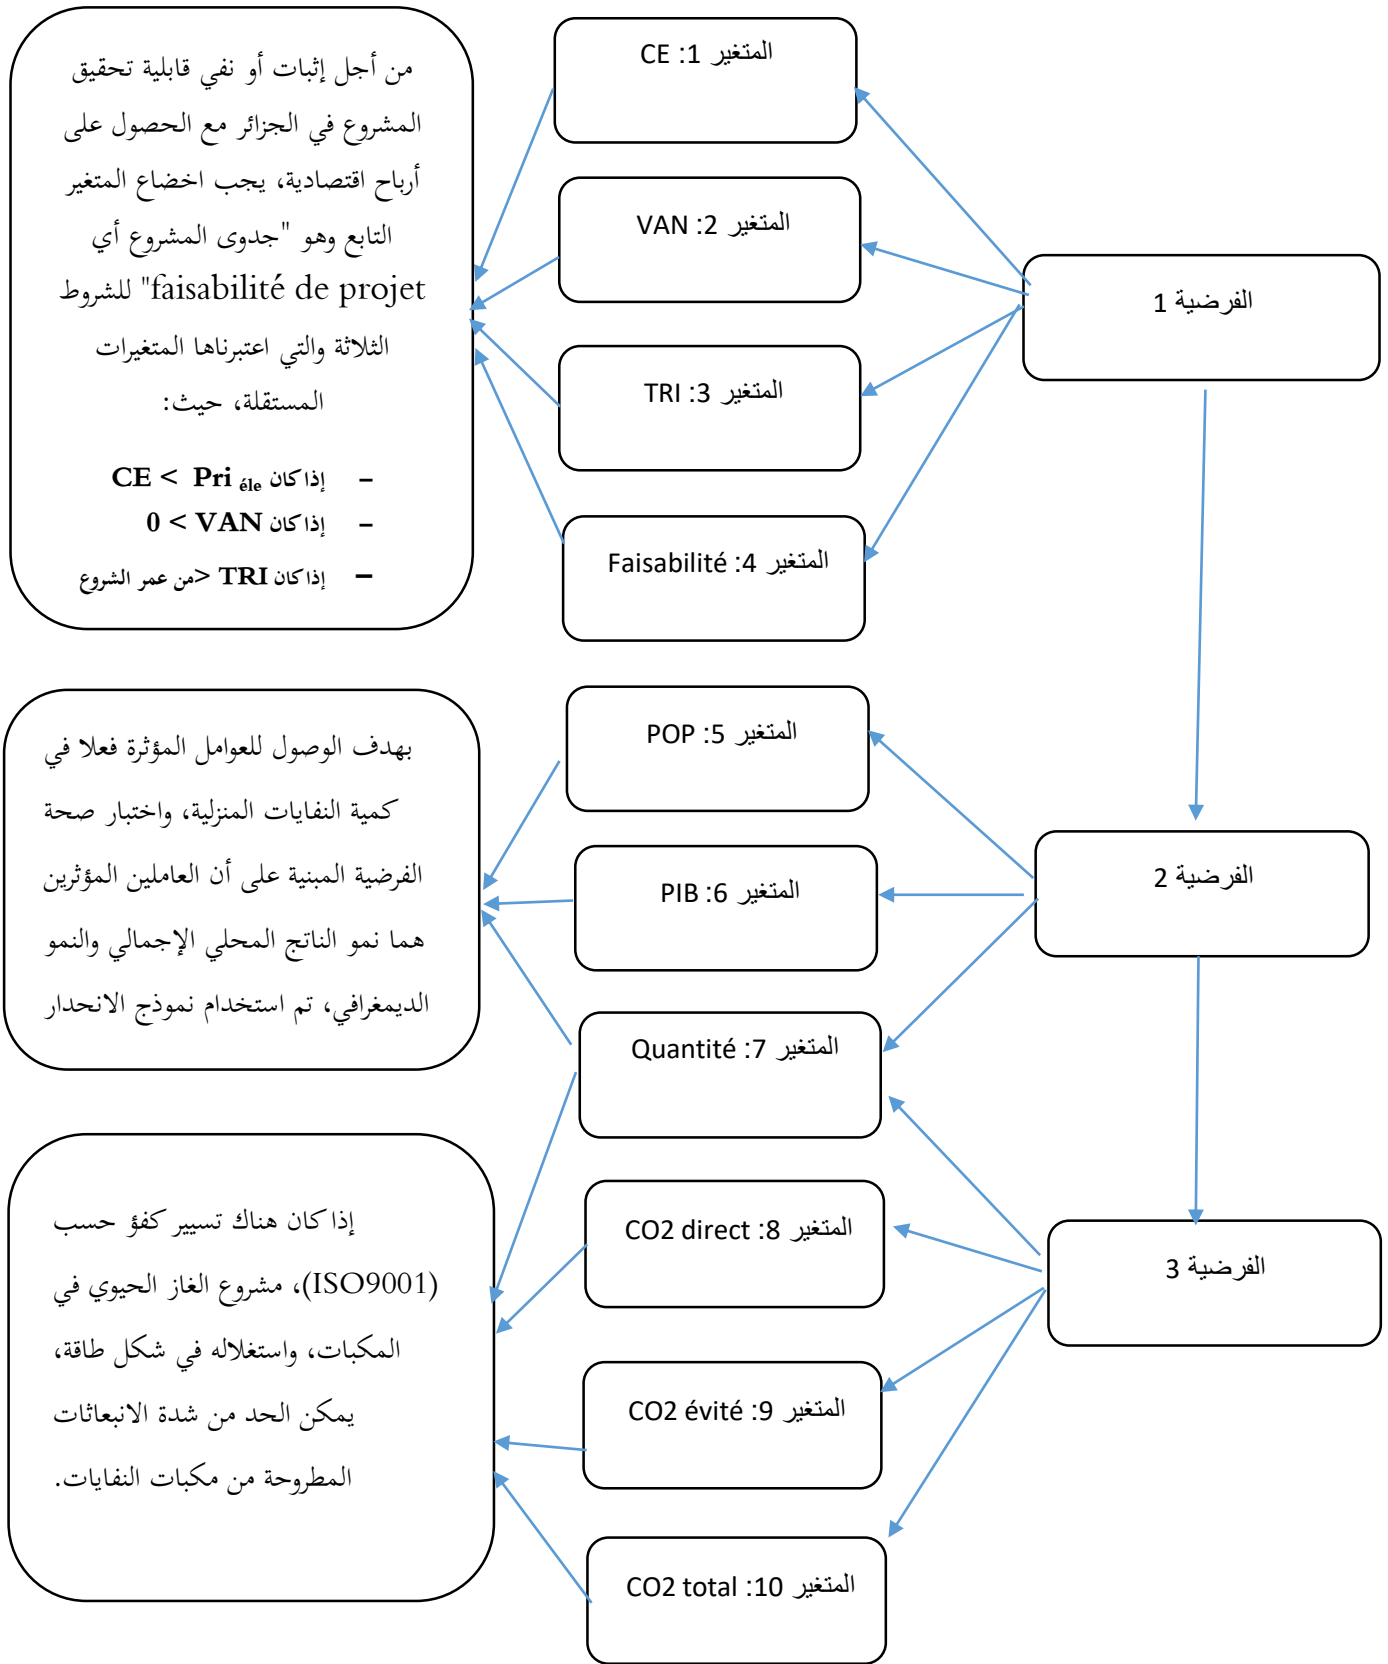 الفرضية 1
المتغير 1: CE
المتغير 2: VAN
المتغير 3: TRI
المتغير 4: Faisabilité
من أجل إثبات أو نفي قابلية تحقيق
المشروع في الجزائر مع الحصول على
أرباح اقتصادية، يجب اخضاع المتغير
التابع وهو "جدوى المشروع أي
faisabilité de projet" للشروط
الثلاثة والتي اعتبرناها المتغيرات
المستقلة، حيث:
– إذا كان CE < Pri éle
– إذا كان 0 < VAN
– إذا كان TRI <من عمر الشروع
الفرضية 2
المتغير 5: POP
المتغير 6: PIB
المتغير 7: Quantité
بهدف الوصول للعوامل المؤثرة فعلا في
كمية النفايات المنزلية، واختبار صحة
الفرضية المبنية على أن العاملين المؤثرين
هما نمو الناتج المحلي الإجمالي والنمو
الديمغرافي، تم استخدام نموذج الانحدار
الفرضية 3
المتغير 8: CO2 direct
المتغير 9: CO2 évité
المتغير 10: CO2 total
إذا كان هناك تسيير كفؤ حسب
(ISO9001)، مشروع الغاز الحيوي في
المكبات، واستغلاله في شكل طاقة،
يمكن الحد من شدة الانبعاثات
المطروحة من مكبات النفايات.